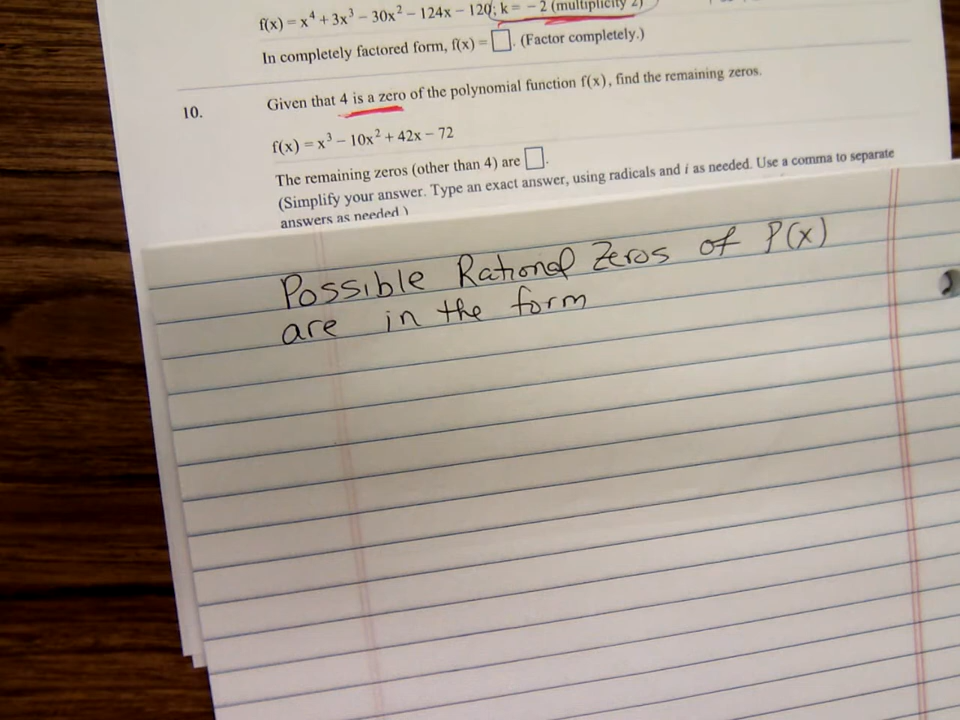 f(x) = x⁴ + 3x³ − 30x² − 124x − 120; k = − 2 (multiplicity 2)
In completely factored form, f(x) = □. (Factor completely.)
10. Given that 4 is a zero of the polynomial function f(x), find the remaining zeros.
f(x) = x³ − 10x² + 42x − 72
The remaining zeros (other than 4) are □.
(Simplify your answer. Type an exact answer, using radicals and i as needed. Use a comma to separate
answers as needed.)
Possible Rational Zeros of P(x)
are in the form